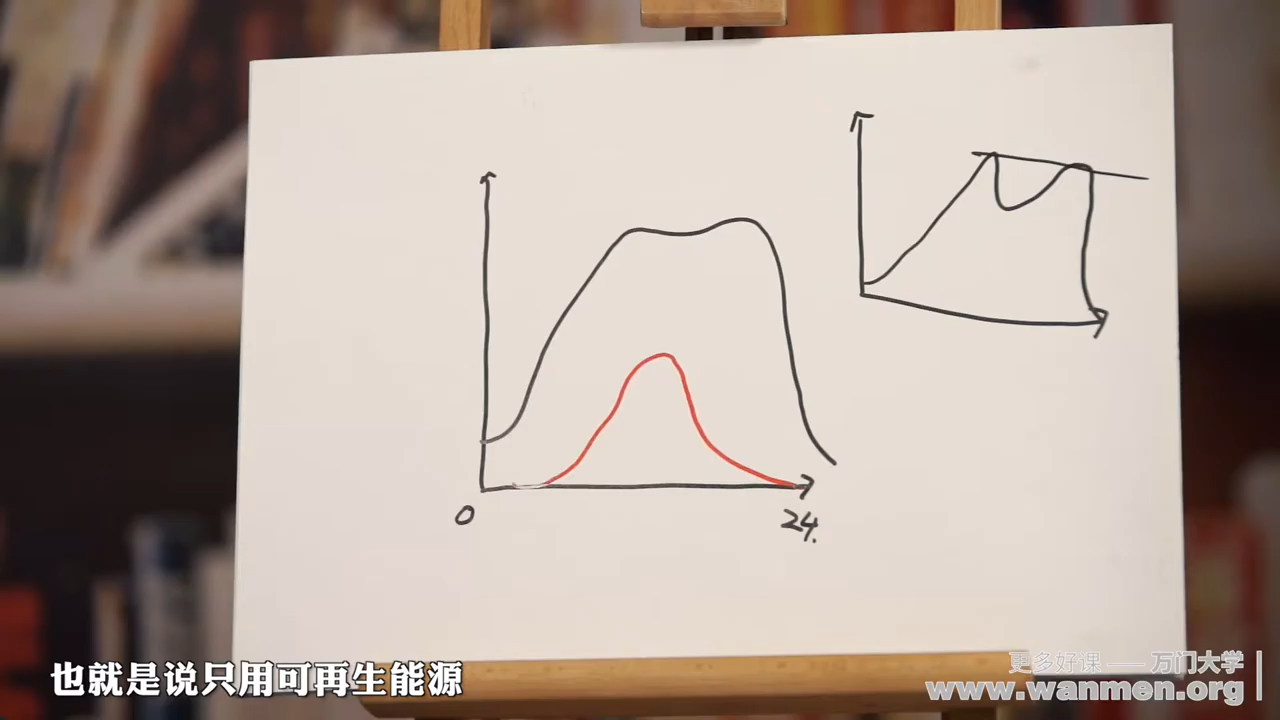 0
24.
也就是说只用可再生能源
更多好课 —— 万门大学
www.wanmen.org